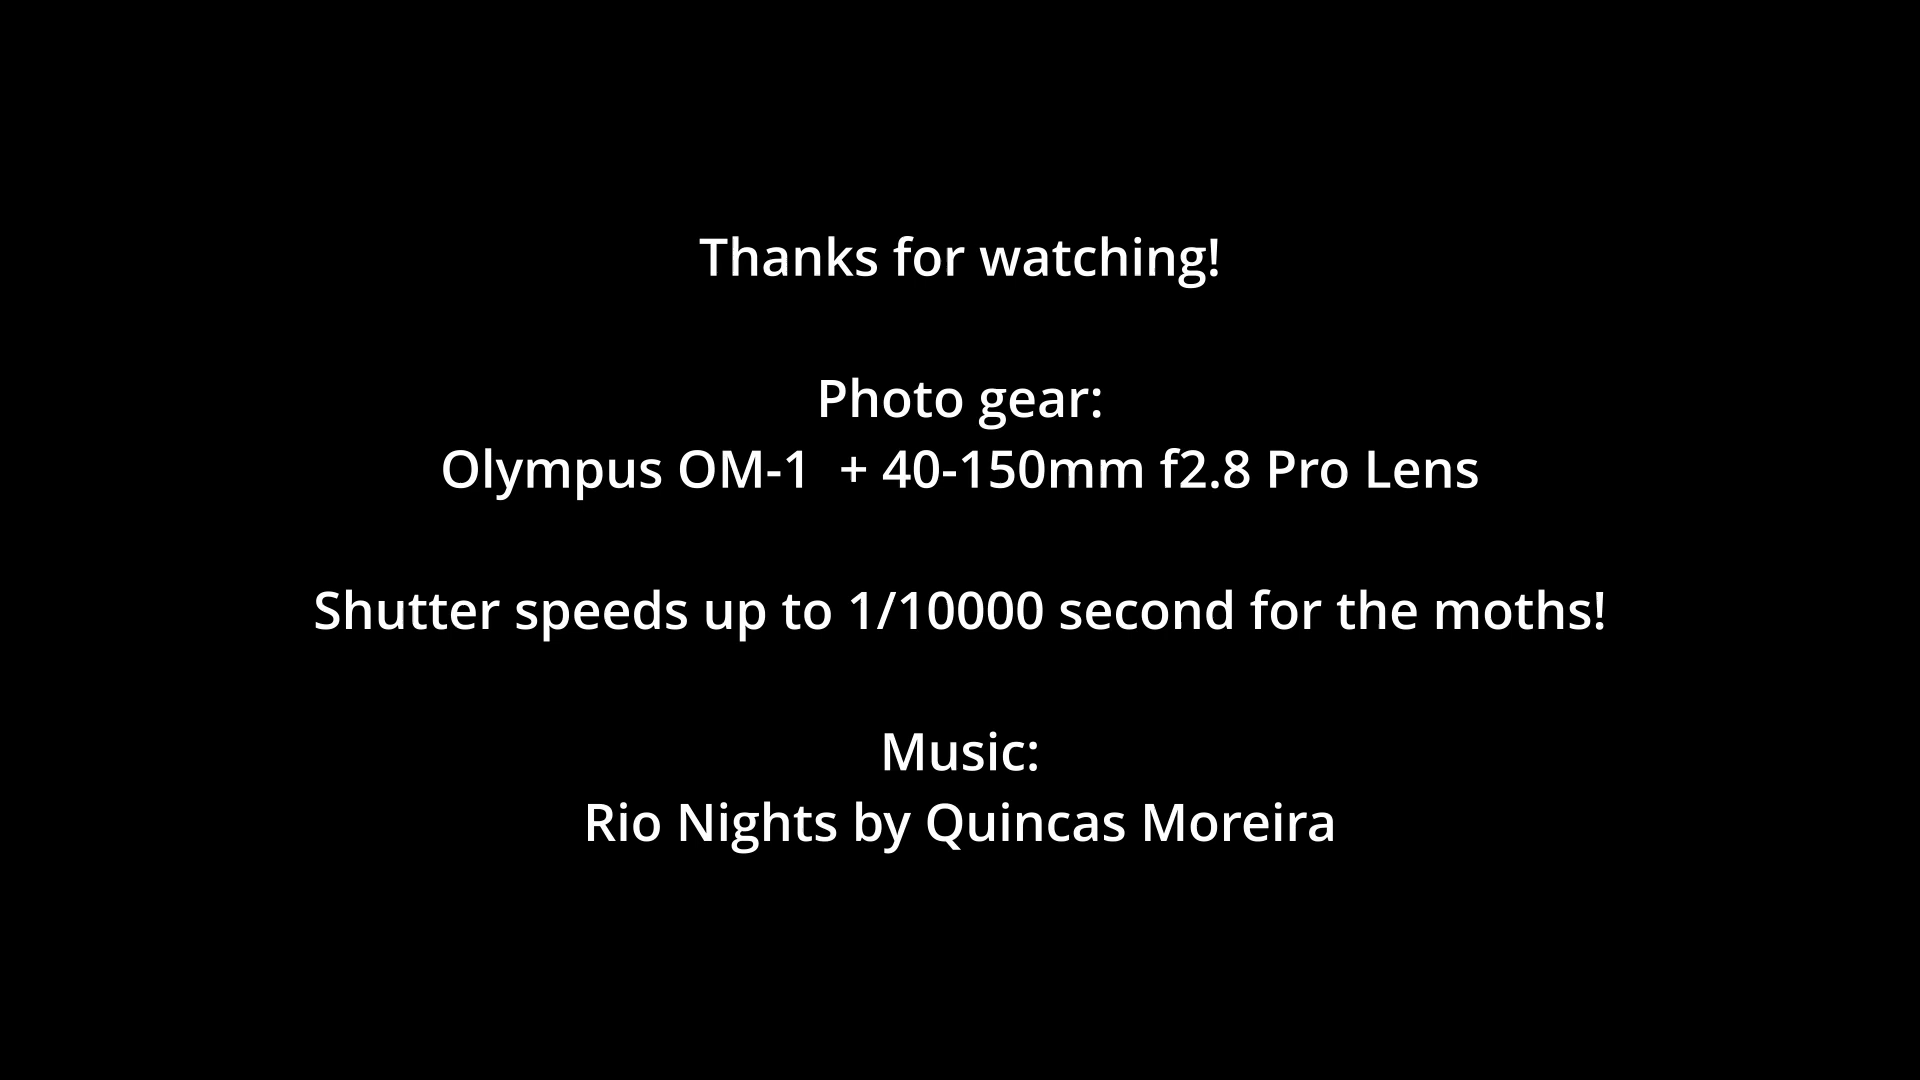 Thanks for watching!
Photo gear:
Olympus OM-1  + 40-150mm f2.8 Pro Lens
Shutter speeds up to 1/10000 second for the moths!
Music:
Rio Nights by Quincas Moreira